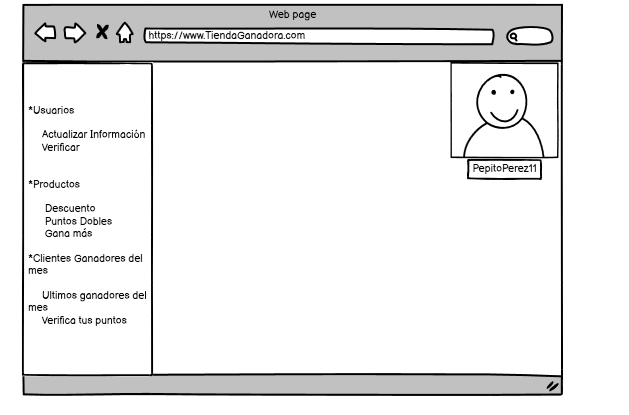 Web page
https://www.TiendaGanadora.com
*Usuarios
Actualizar Información
Verificar
*Productos
Descuento
Puntos Dobles
Gana más
*Clientes Ganadores del
mes
Ultimos ganadores del
mes
Verifica tus puntos
PepitoPerez11